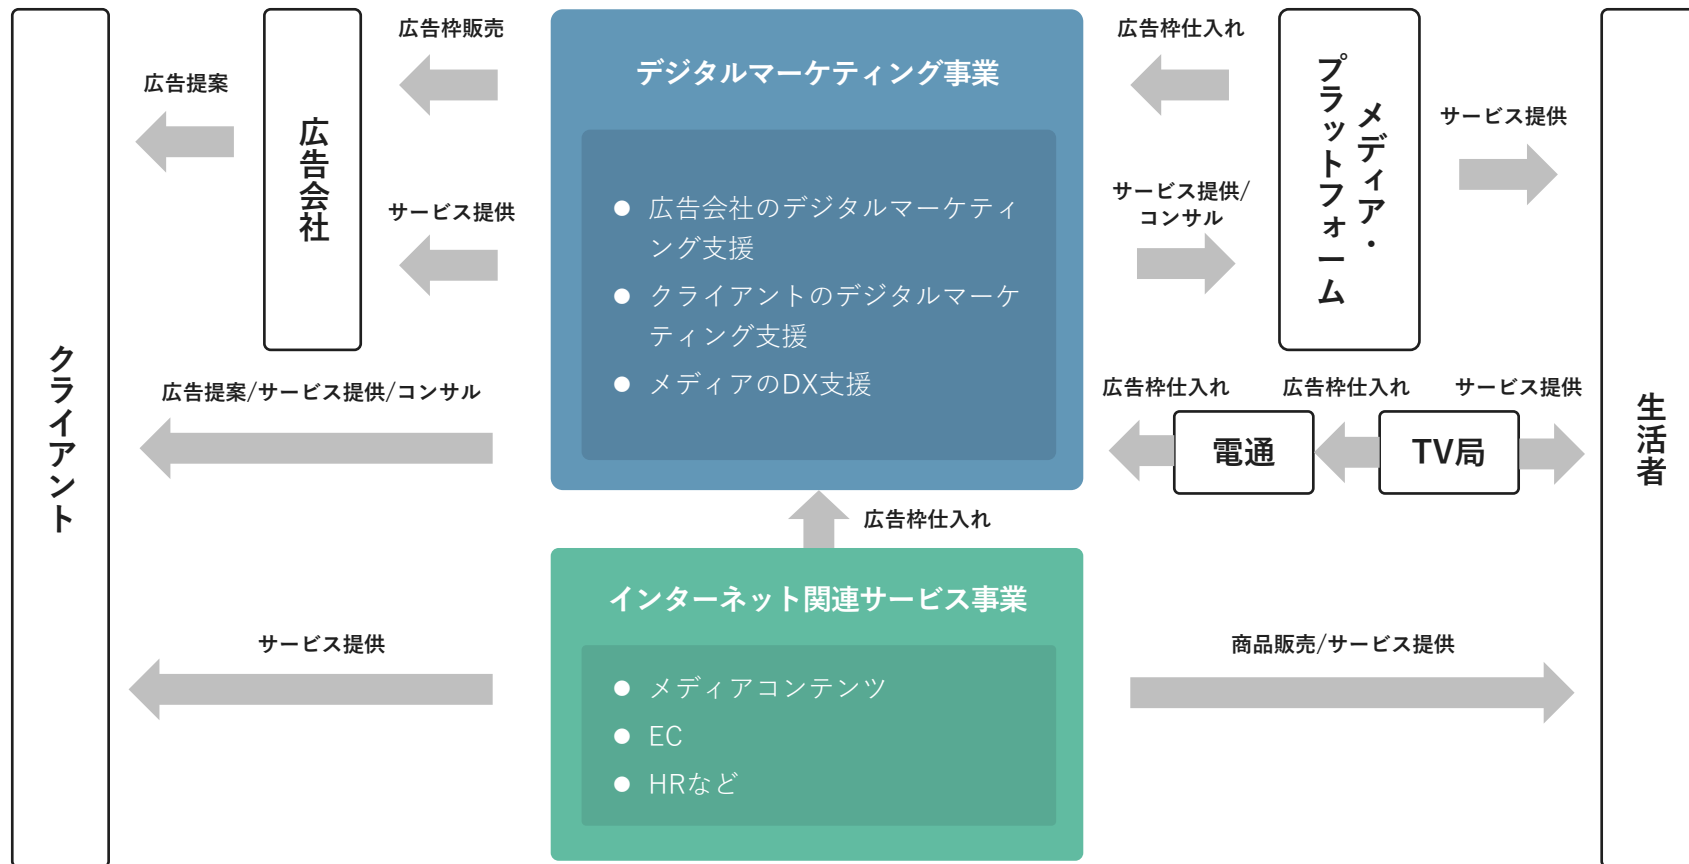 クライアント
広告提案
広告会社
広告枠販売
サービス提供
広告提案/サービス提供/コンサル
サービス提供
デジタルマーケティング事業
● 広告会社のデジタルマーケティ
ング支援
● クライアントのデジタルマーケ
ティング支援
● メディアのDX支援
広告枠仕入れ
インターネット関連サービス事業
● メディアコンテンツ
● EC
● HRなど
広告枠仕入れ
サービス提供/
コンサル
メディア・
プラットフォーム
サービス提供
広告枠仕入れ
電通
広告枠仕入れ
TV局
サービス提供
商品販売/サービス提供
生活者